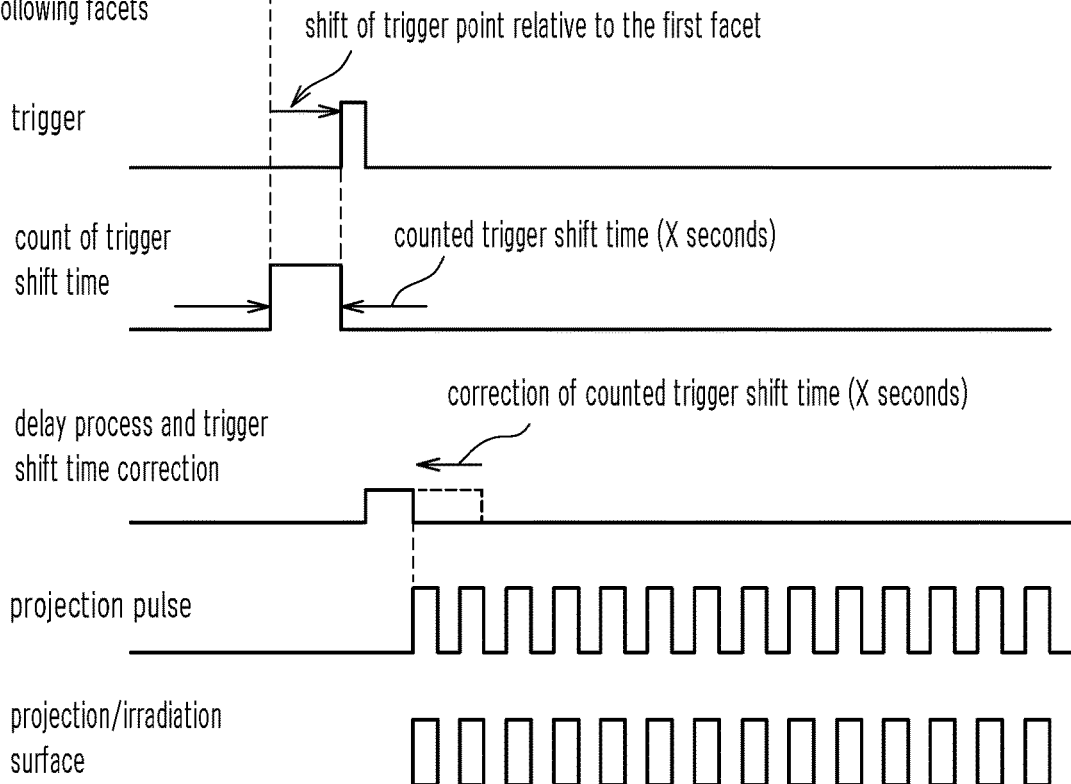 following facets
shift of trigger point relative to the first facet
trigger
count of trigger
shift time
counted trigger shift time (X seconds)
correction of counted trigger shift time (X seconds)
delay process and trigger
shift time correction
projection pulse
projection/irradiation
surface